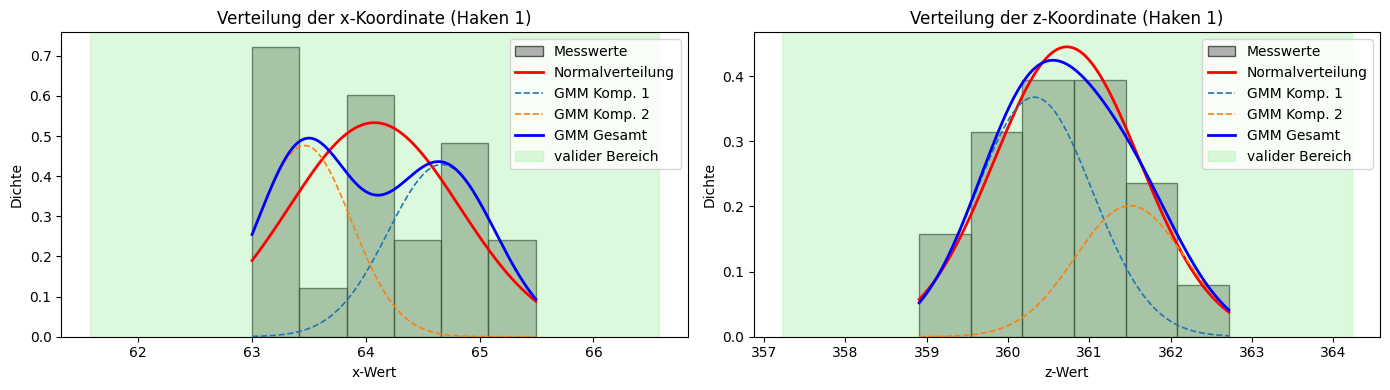 Verteilung der x-Koordinate (Haken 1)
Dichte
0.0
0.1
0.2
0.3
0.4
0.5
0.6
0.7
62
63
64
65
66
x-Wert
Messwerte
Normalverteilung
GMM Komp. 1
GMM Komp. 2
GMM Gesamt
valider Bereich
Verteilung der z-Koordinate (Haken 1)
Dichte
0.0
0.1
0.2
0.3
0.4
357
358
359
360
361
362
363
364
z-Wert
Messwerte
Normalverteilung
GMM Komp. 1
GMM Komp. 2
GMM Gesamt
valider Bereich